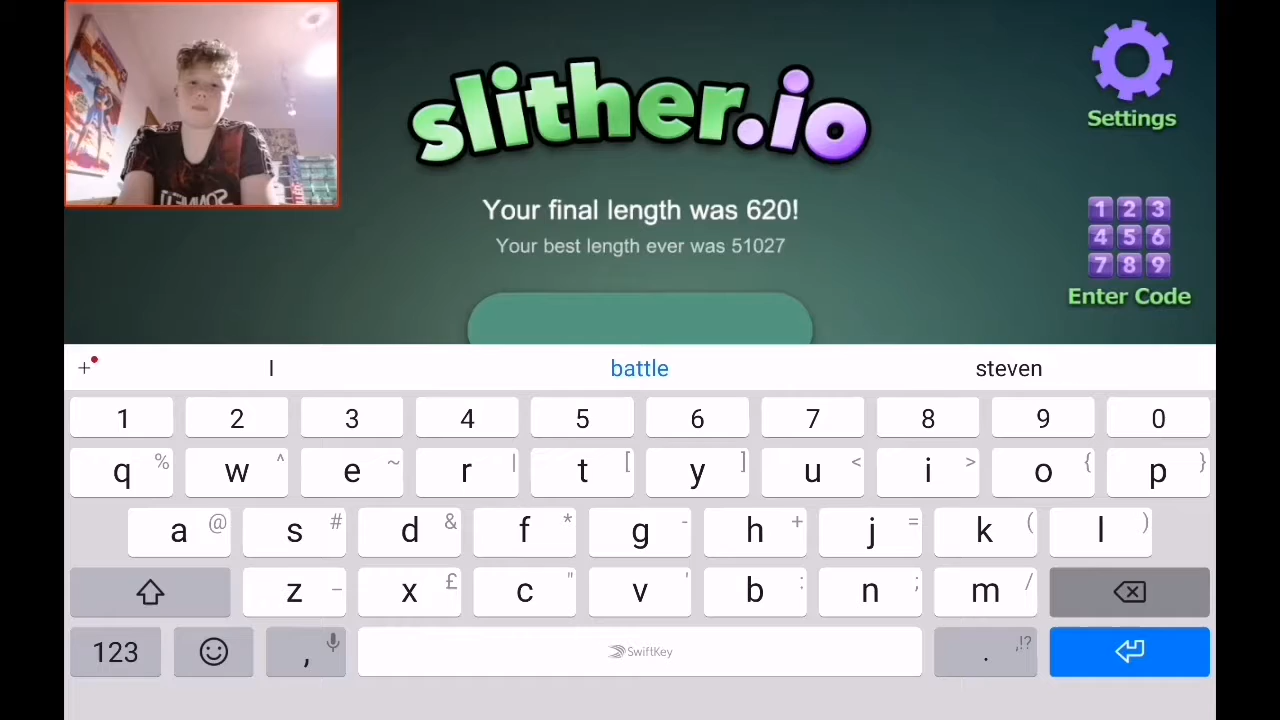 slither.io
Settings
Your final length was 620!
Your best length ever was 51027
1 2 3
4 5 6
7 8 9
Enter Code
+ I battle steven
1 2 3 4 5 6 7 8 9 0
q % w ^ e ~ r | t [ y ] u < i > o { p }
a @ s # d & f * g - h + j = k ( l )
z _ x £ c " v ' b : n ; m /
123 , SwiftKey . ,!?